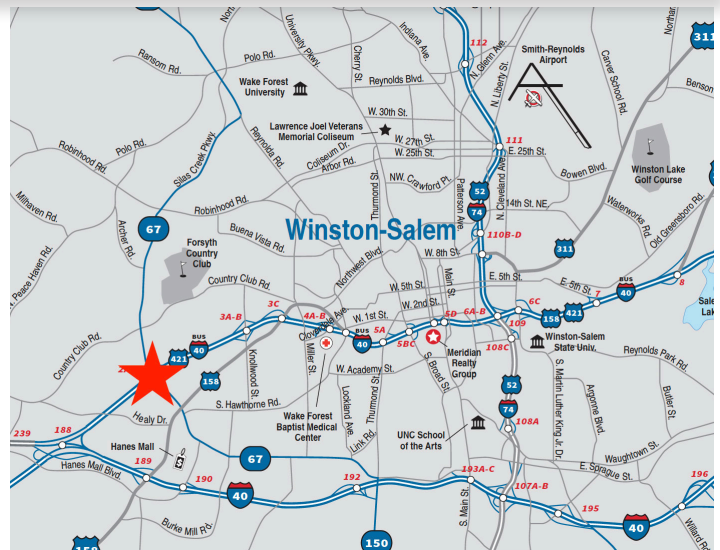 112
Smith-Reynolds
Airport
311
University Pkwy.
Indiana Ave.
Cherry St.
N. Glenn Ave.
N. Liberty St.
Carver School Rd.
Ransom Rd.
Polo Rd.
Reynolds Blvd.
Wake Forest
University
Benson
W. 30th St.
Lawrence Joel Veterans
Memorial Coliseum
W. 27th St.
W. 25th St.
111
E. 25th St.
Coliseum Dr.
Arbor Rd.
Reynolda Rd.
Silas Creek Pkwy.
Robinhood Rd.
Polo Rd.
Bowen Blvd.
Winston Lake
Golf Course
Thurmond St.
NW. Crawford Pl.
Patterson Ave.
N. Cleveland Ave.
52
74
14th St. NE,
Waterworks Rd.
Old Greensboro Rd.
Milhaven Rd.
Archer Rd.
67
Robinhood Rd.
Buena Vista Rd.
Winston-Salem
110B-D
311
Peace Haven Rd.
Forsyth
Country
Club
Northwest Blvd.
W. 8th St.
Main St.
Country Club Rd.
W. 5th St.
E. 5th St.
E. 5th St.
7
BUS
40
8
Sale
Lak
W. 2nd St.
W. 1st St.
3C
3A-B
4A-B
5A
5BC
5D
6A-B
6C
158
421
109
108C
BUS
40
421
BUS
40
158
Country Club Rd.
Knollwood St.
Miller St.
W. Academy St.
S. Broad St.
Meridian
Realty
Group
Winston-Salem
State Univ.
Reynolds Park Rd.
S. Hawthorne Rd.
Lockland Ave.
Thurmond St.
52
74
S. Martin Luther King Jr. Dr.
Argonne Blvd.
Butler St.
Healy Dr.
Wake Forest
Baptist Medical
Center
Link Rd.
UNC School
of the Arts
108A
Waughtown St.
E. Sprague St.
239
188
Hanes Mall
Hanes Mall Blvd.
189
190
67
40
192
193A-C
107A-B
195
196
S. Main St.
40
Willard Rd.
Burke Mill Rd.
158
150